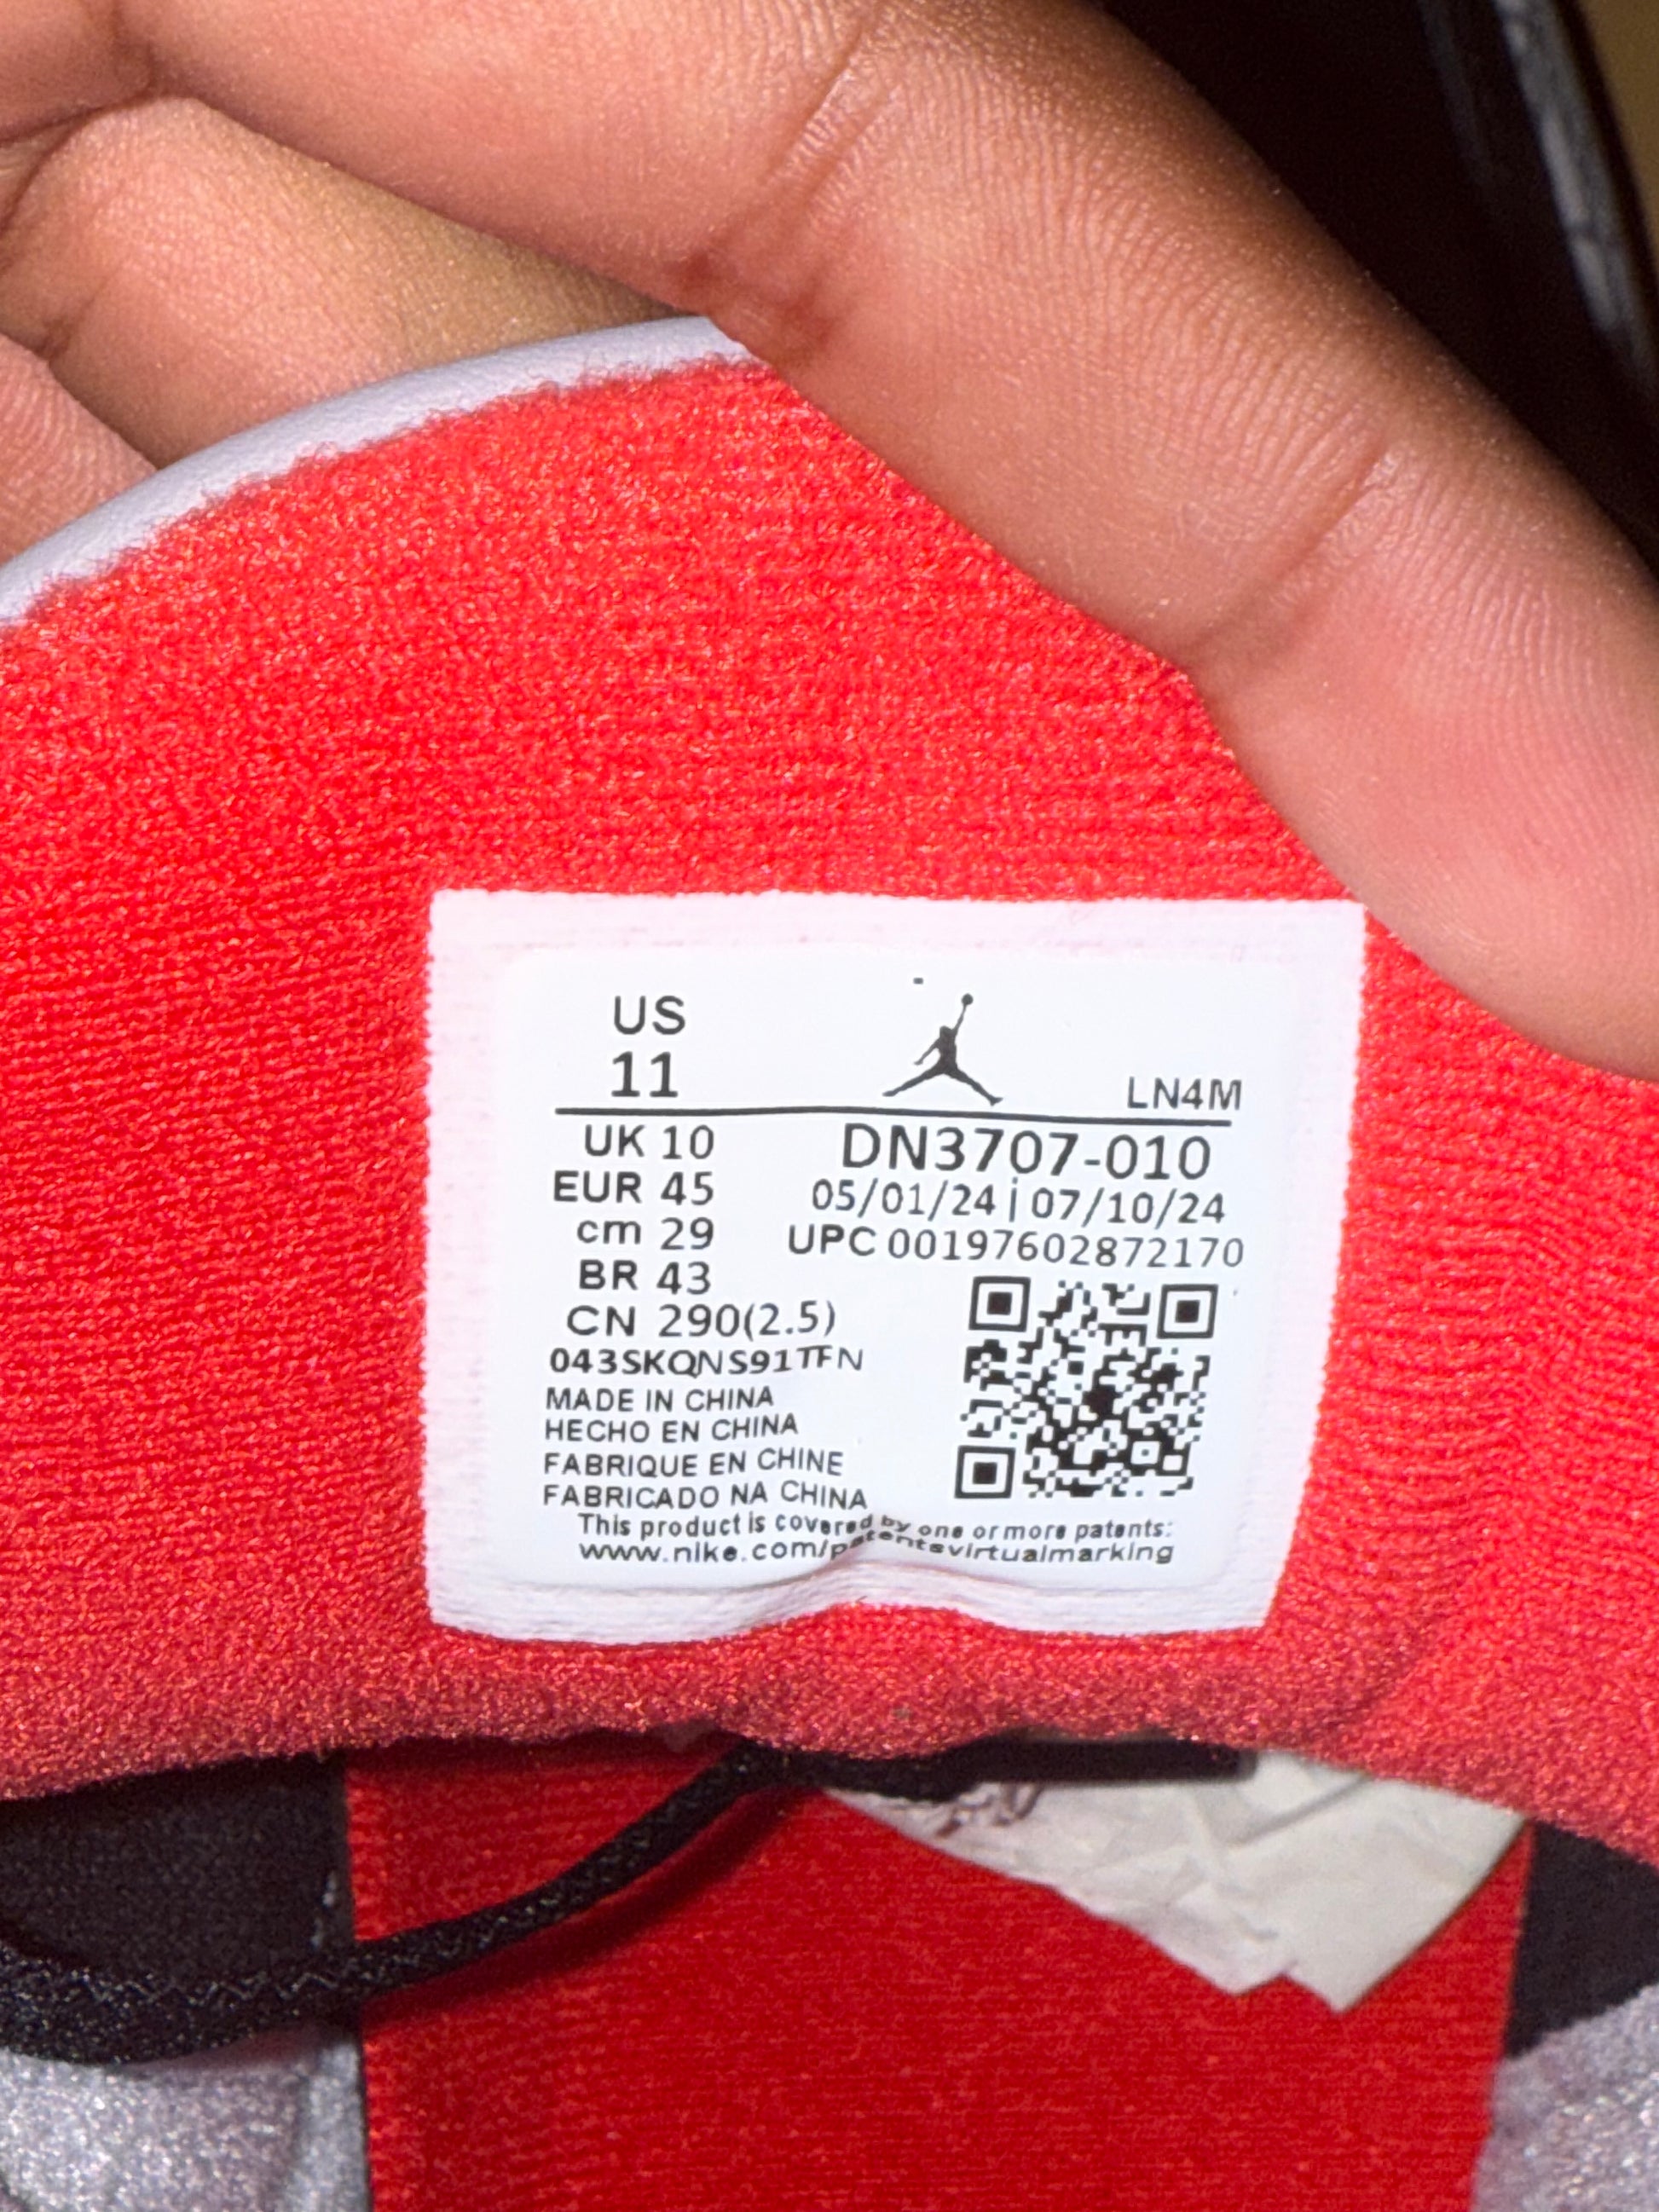 US
11
LN4M
UK 10
EUR 45
cm 29
BR 43
CN 290(2.5)
DN3707-010
05/01/24 | 07/10/24
UPC 00197602872170
043SKQNS91TFN
MADE IN CHINA
HECHO EN CHINA
FABRIQUE EN CHINE
FABRICADO NA CHINA
This product is covered by one or more patents:
www.nike.com/patentsvirtualmarking